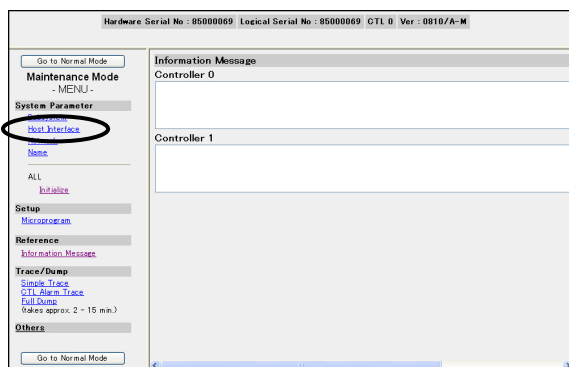 Hardware Serial No : 85000069 Logical Serial No : 85000069 CTL 0 Ver : 0810/A-M
Go to Normal Mode
Maintenance Mode
- MENU -
System Parameter
Host Interface
Name
ALL
Initialize
Setup
Microprogram
Reference
Information Message
Trace/Dump
Simple Trace
CTL Alarm Trace
Full Dump
(takes approx. 2 - 15 min.)
Others
Go to Normal Mode
Information Message
Controller 0
Controller 1